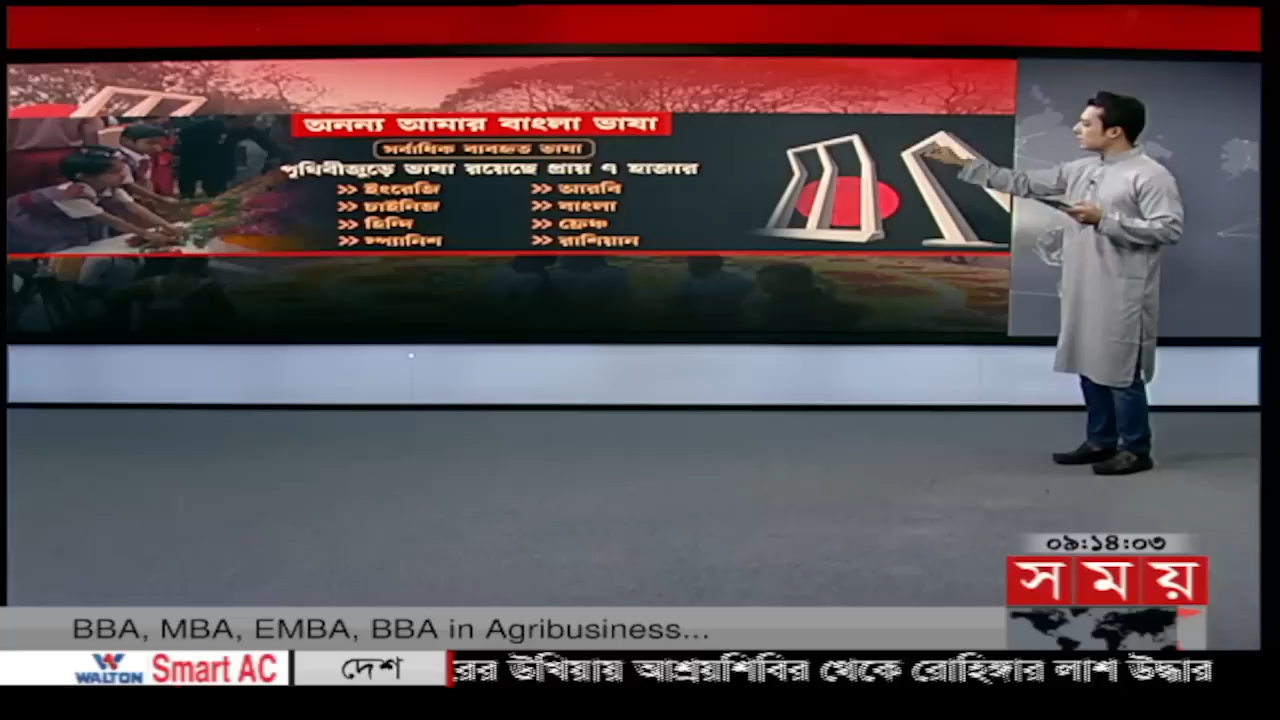 অনন্য আমার বাংলা ভাষা
সর্বাধিক ব্যবহৃত ভাষা
পৃথিবীজুড়ে ভাষা রয়েছে প্রায় ৭ হাজার
>> ইংরেজি >> আরবি
>> চাইনিজ >> বাংলা
>> হিন্দি >> ফ্রেঞ্চ
>> স্প্যানিশ >> রাশিয়ান
০৯:১৪:০৩
সময়
BBA, MBA, EMBA, BBA in Agribusiness...
WALTON Smart AC দেশ রের উখিয়ায় আশ্রয়শিবির থেকে রোহিঙ্গার লাশ উদ্ধার